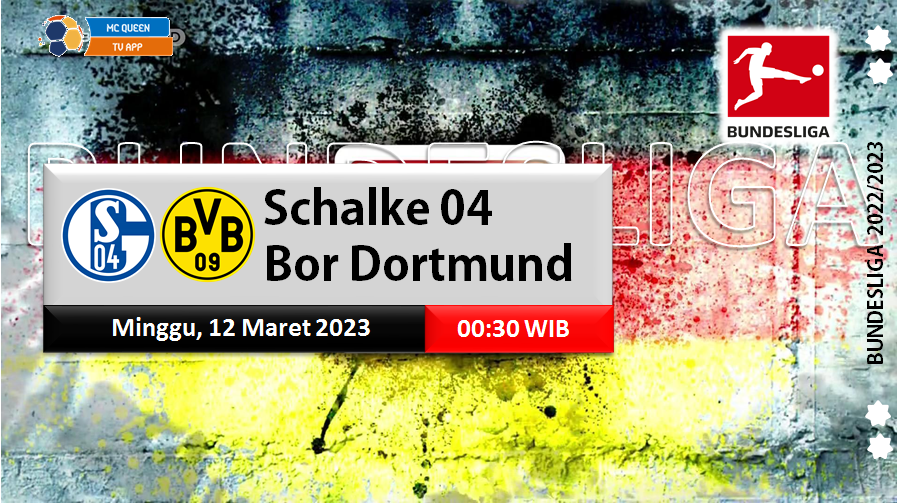 MC QUEEN
TV APP
BUNDESLIGA
BUNDESLIGA
S
04
BVB
09
Schalke 04
Bor Dortmund
Minggu, 12 Maret 2023
00:30 WIB
BUNDESLIGA 2022/2023